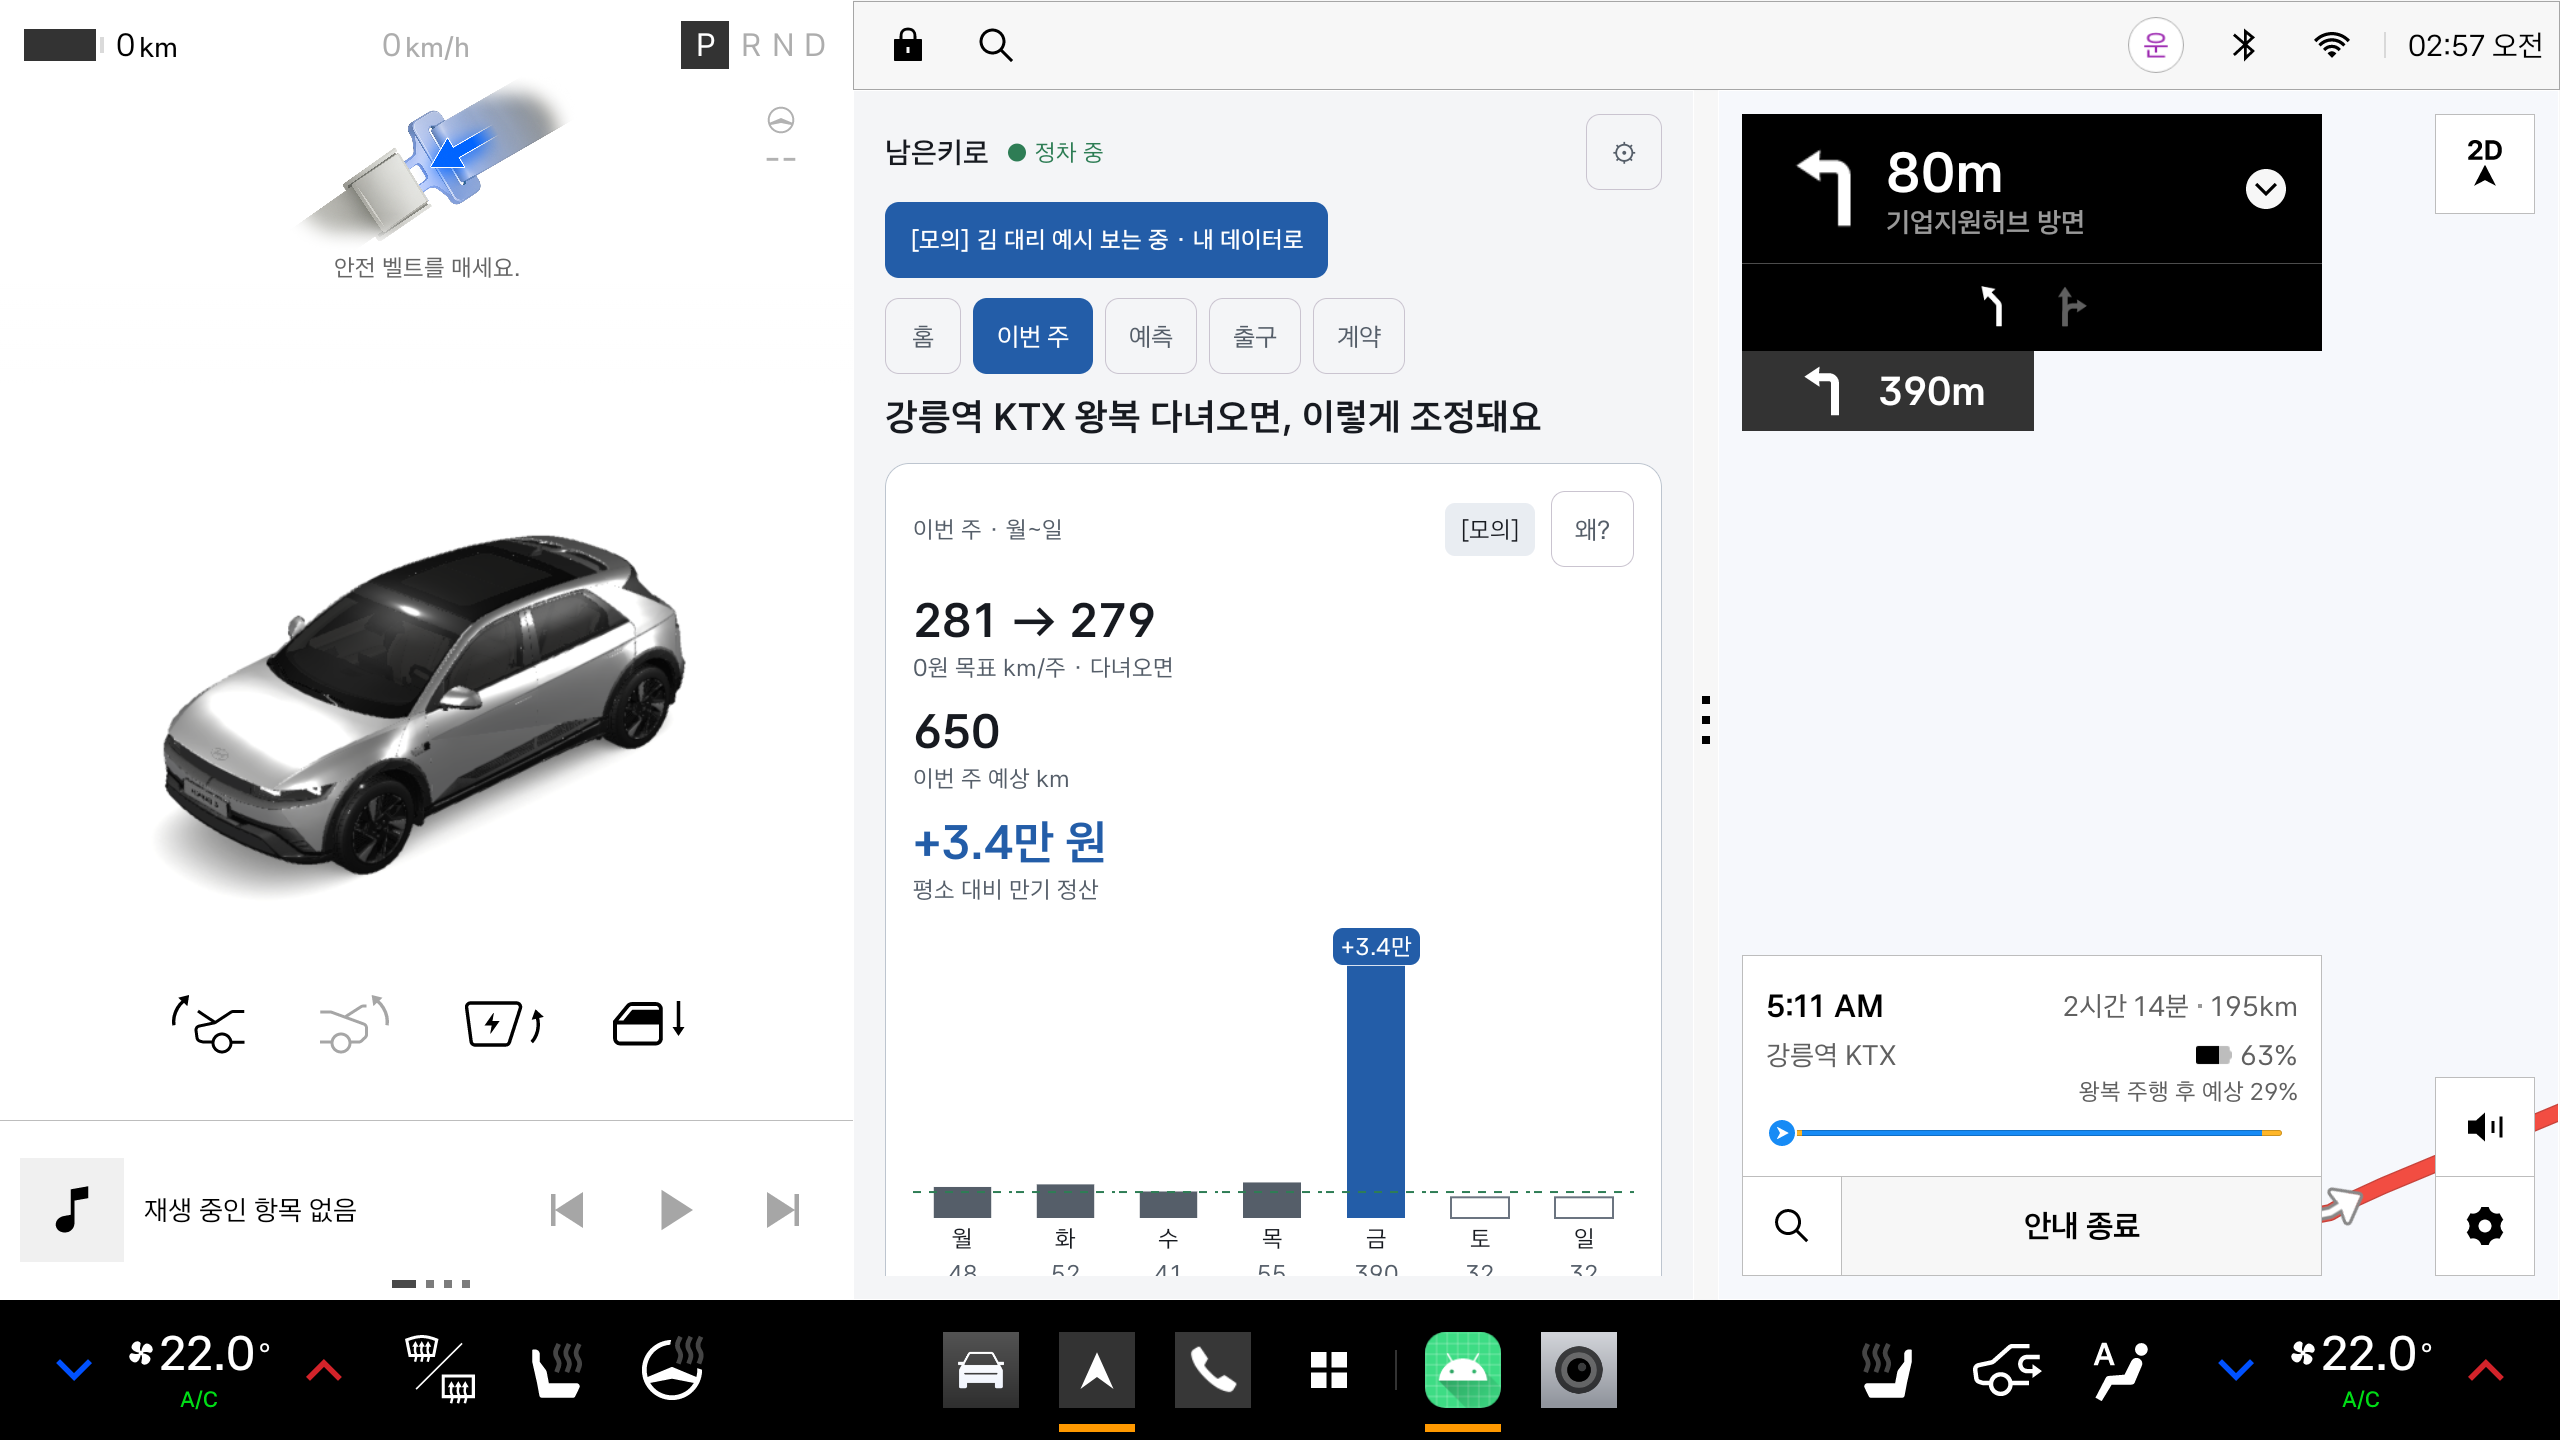 0 km
0 km/h
P R N D
안전 벨트를 매세요.
재생 중인 항목 없음
운
02:57 오전
남은키로
정차 중
[모의] 김 대리 예시 보는 중 · 내 데이터로
홈
이번 주
예측
출구
계약
강릉역 KTX 왕복 다녀오면, 이렇게 조정돼요
이번 주 · 월~일
[모의]
왜?
281 → 279
0원 목표 km/주 · 다녀오면
650
이번 주 예상 km
+3.4만 원
평소 대비 만기 정산
+3.4만
월 화 수 목 금 토 일
48 52 41 55 390 32 32
80m
기업지원허브 방면
390m
2D
5:11 AM
2시간 14분 · 195km
강릉역 KTX
63%
왕복 주행 후 예상 29%
안내 종료
22.0°
A/C
A
22.0°
A/C